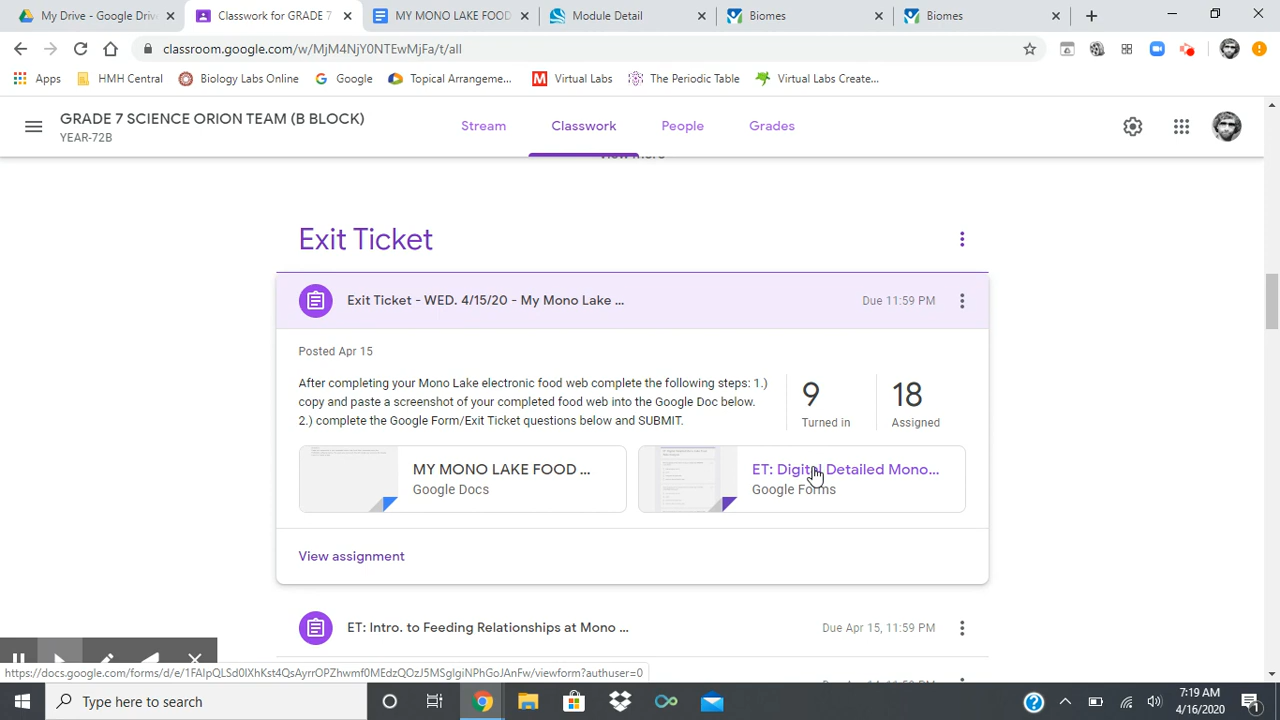 My Drive - Google Driv
Classwork for GRADE 7
MY MONO LAKE FOOD
Module Detail
Biomes
Biomes
classroom.google.com/w/MjM4NjY0NTEwMjFa/t/all
Apps
HMH Central
Biology Labs Online
Google
Topical Arrangeme...
Virtual Labs
The Periodic Table
Virtual Labs Create...
GRADE 7 SCIENCE ORION TEAM (B BLOCK)
YEAR-72B
Stream
Classwork
People
Grades
Exit Ticket
Exit Ticket - WED. 4/15/20 - My Mono Lake ...
Due 11:59 PM
Posted Apr 15
After completing your Mono Lake electronic food web complete the following steps: 1.)
copy and paste a screenshot of your completed food web into the Google Doc below.
2.) complete the Google Form/Exit Ticket questions below and SUBMIT.
9
Turned in
18
Assigned
MY MONO LAKE FOOD ...
Google Docs
ET: Digital Detailed Mono...
Google Forms
View assignment
ET: Intro. to Feeding Relationships at Mono ...
Due Apr 15, 11:59 PM
https://docs.google.com/forms/d/e/1FAIpQLSd0IXhKst4QsAyrrOPZhwmf0MEdzQOzJ5MSglgiNPhGoJAnFw/viewform?authuser=0
Type here to search
7:19 AM
4/16/2020